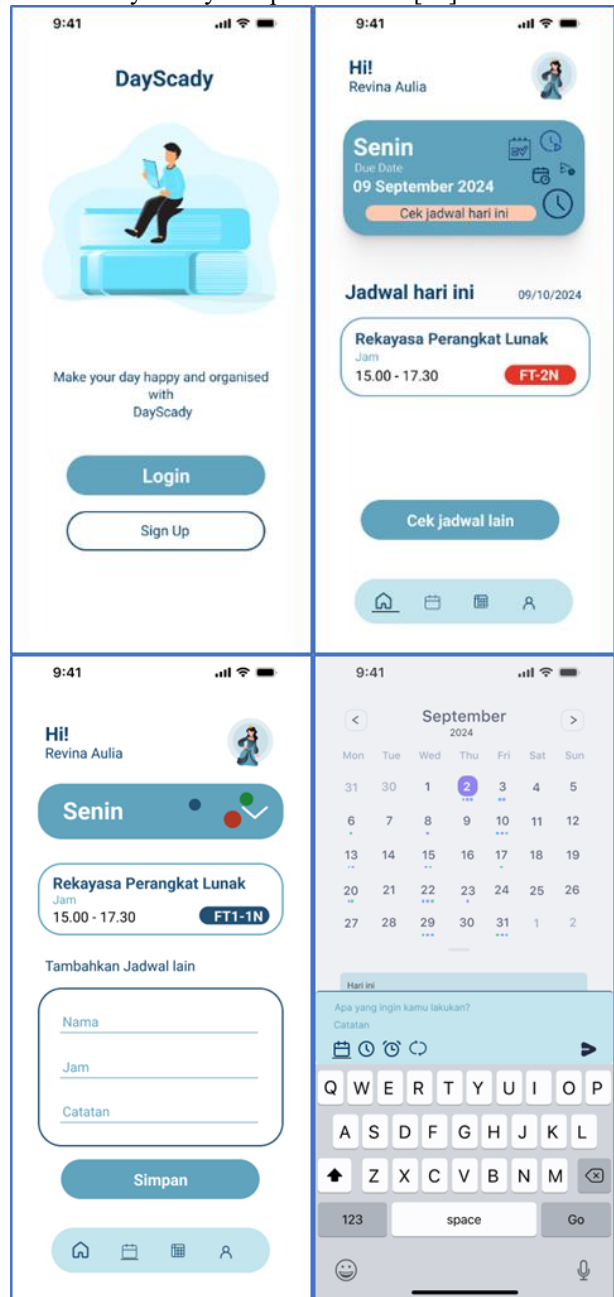 9:41
DayScady
Make your day happy and organised
with
DayScady
Login
Sign Up
9:41
Hi!
Revina Aulia
Senin
Due Date
09 September 2024
Cek jadwal hari ini
Jadwal hari ini 09/10/2024
Rekayasa Perangkat Lunak
Jam
15.00 - 17.30 FT-2N
Cek jadwal lain
9:41
Hi!
Revina Aulia
Senin
Rekayasa Perangkat Lunak
Jam
15.00 - 17.30 FT1-1N
Tambahkan Jadwal lain
Nama
Jam
Catatan
Simpan
9:41
< September >
2024
Mon Tue Wed Thu Fri Sat Sun
31 30 1 2 3 4 5
6 7 8 9 10 11 12
13 14 15 16 17 18 19
20 21 22 23 24 25 26
27 28 29 30 31 1 2
Hari ini
Apa yang ingin kamu lakukan?
Catatan
Q W E R T Y U I O P
A S D F G H J K L
Z X C V B N M
123 space Go